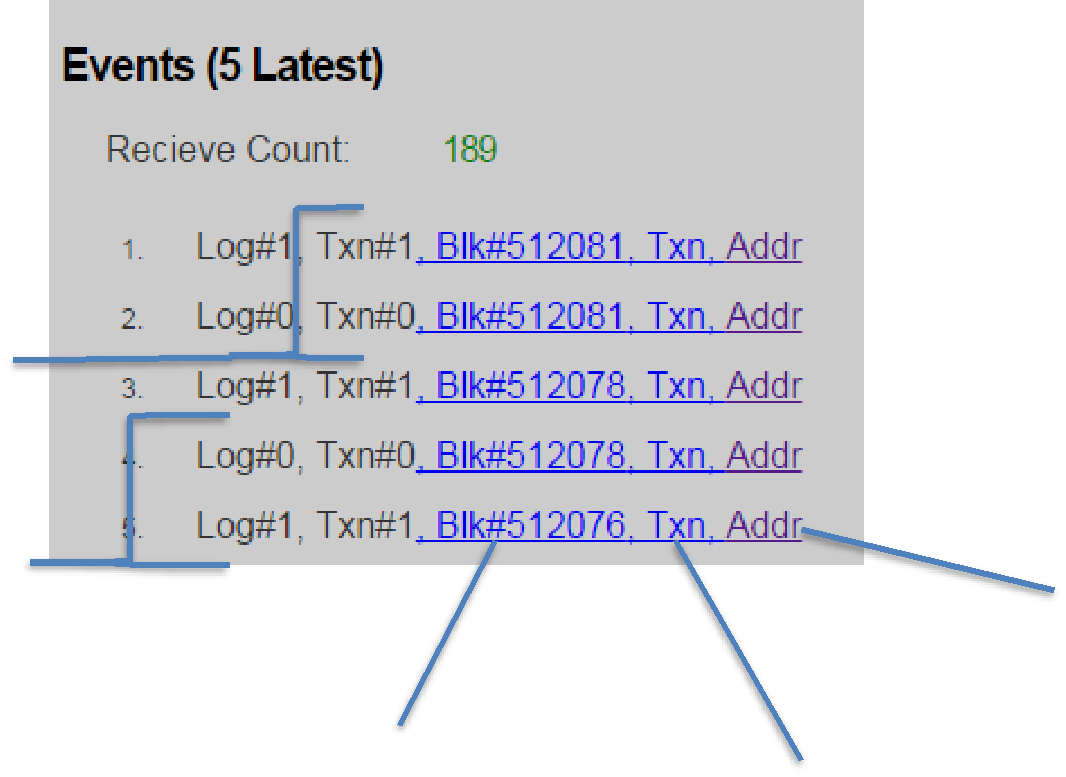 Events (5 Latest)
Recieve Count: 189
1. Log#1, Txn#1, Blk#512081, Txn, Addr
2. Log#0, Txn#0, Blk#512081, Txn, Addr
3. Log#1, Txn#1, Blk#512078, Txn, Addr
4. Log#0, Txn#0, Blk#512078, Txn, Addr
5. Log#1, Txn#1, Blk#512076, Txn, Addr